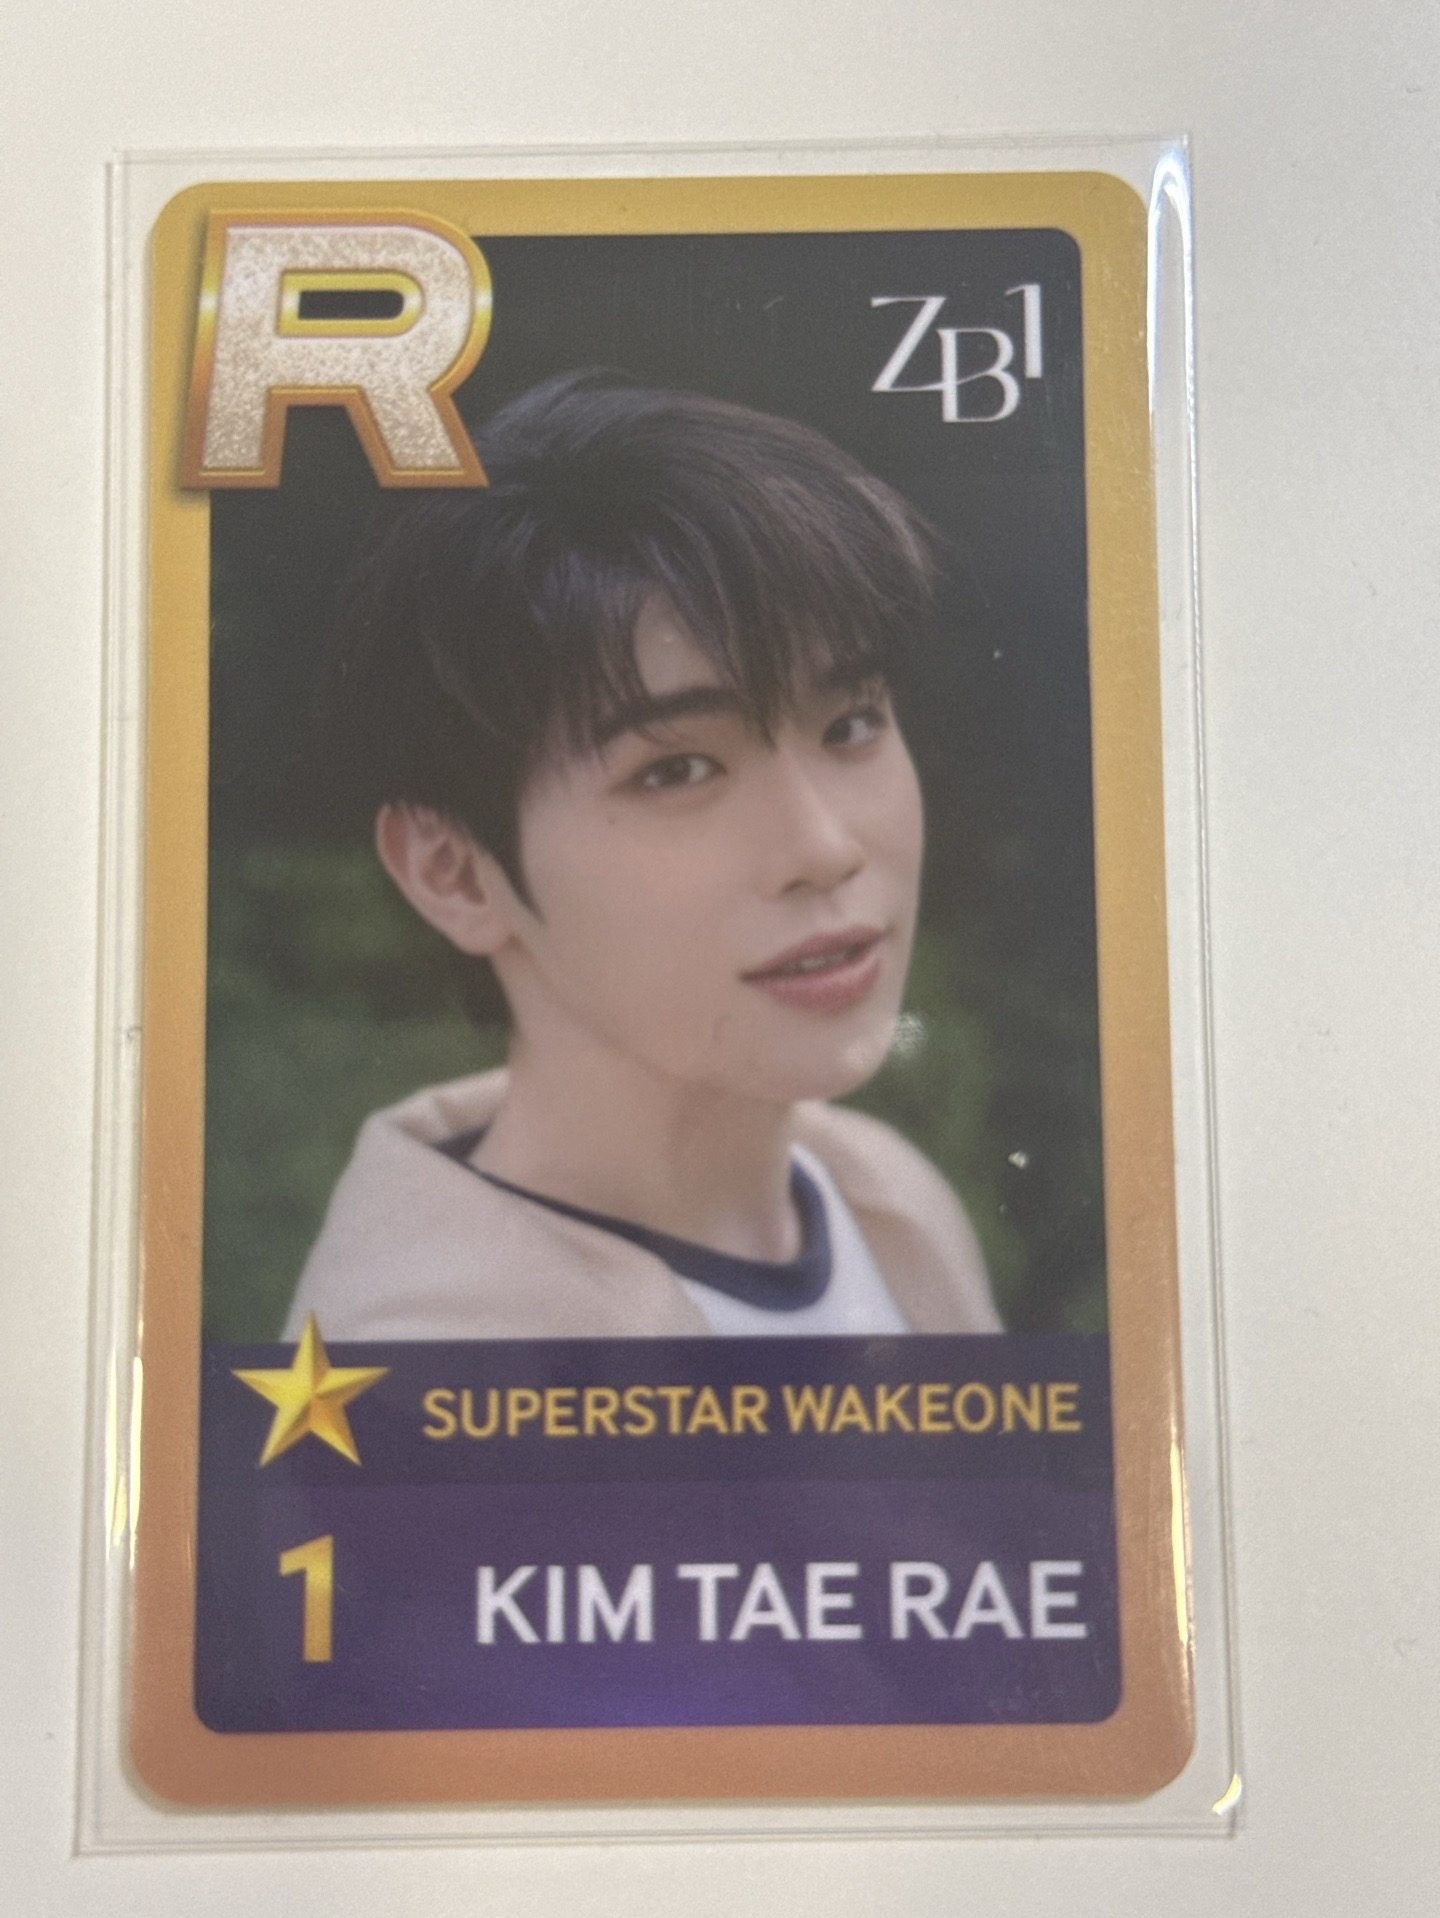 R
ZB1
SUPERSTAR WAKEONE
1
KIM TAE RAE